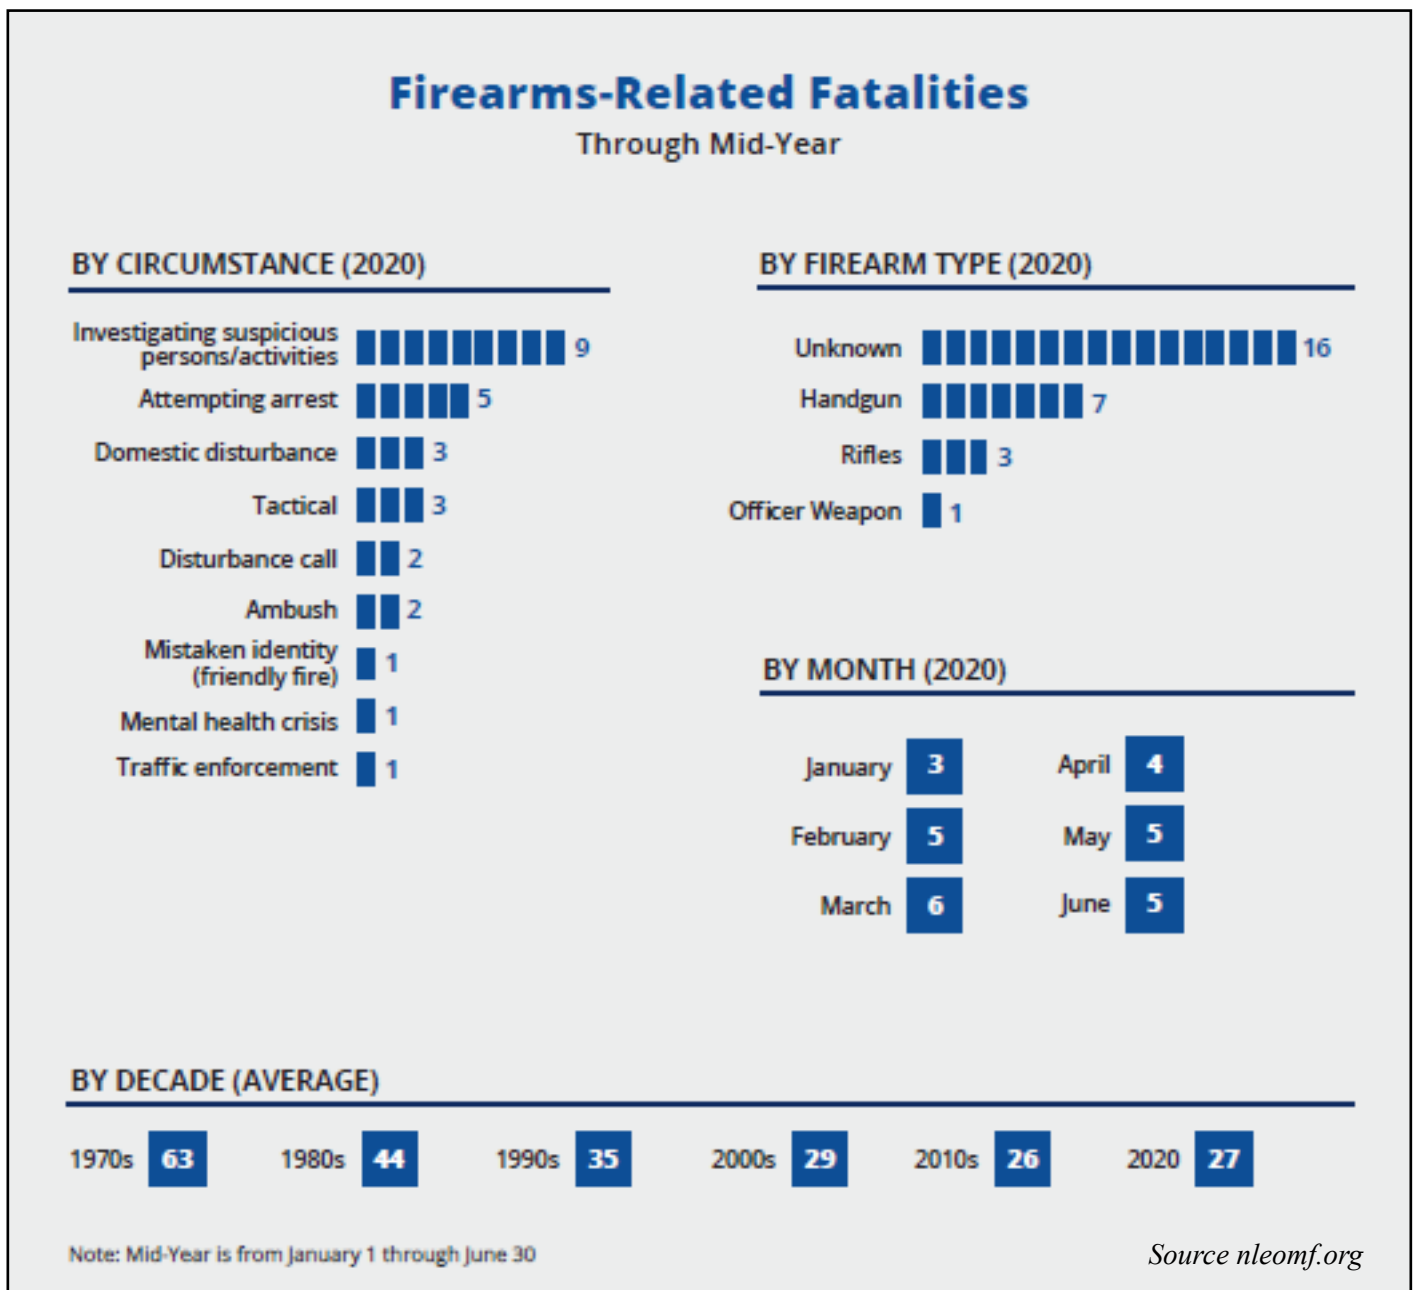 Firearms-Related Fatalities
Through Mid-Year
BY CIRCUMSTANCE (2020)
Investigating suspicious
persons/activities 9
Attempting arrest 5
Domestic disturbance 3
Tactical 3
Disturbance call 2
Ambush 2
Mistaken identity
(friendly fire) 1
Mental health crisis 1
Traffic enforcement 1
BY FIREARM TYPE (2020)
Unknown 16
Handgun 7
Rifles 3
Officer Weapon 1
BY MONTH (2020)
January 3 April 4
February 5 May 5
March 6 June 5
BY DECADE (AVERAGE)
1970s 63 1980s 44 1990s 35 2000s 29 2010s 26 2020 27
Note: Mid-Year is from January 1 through June 30
Source nleomf.org